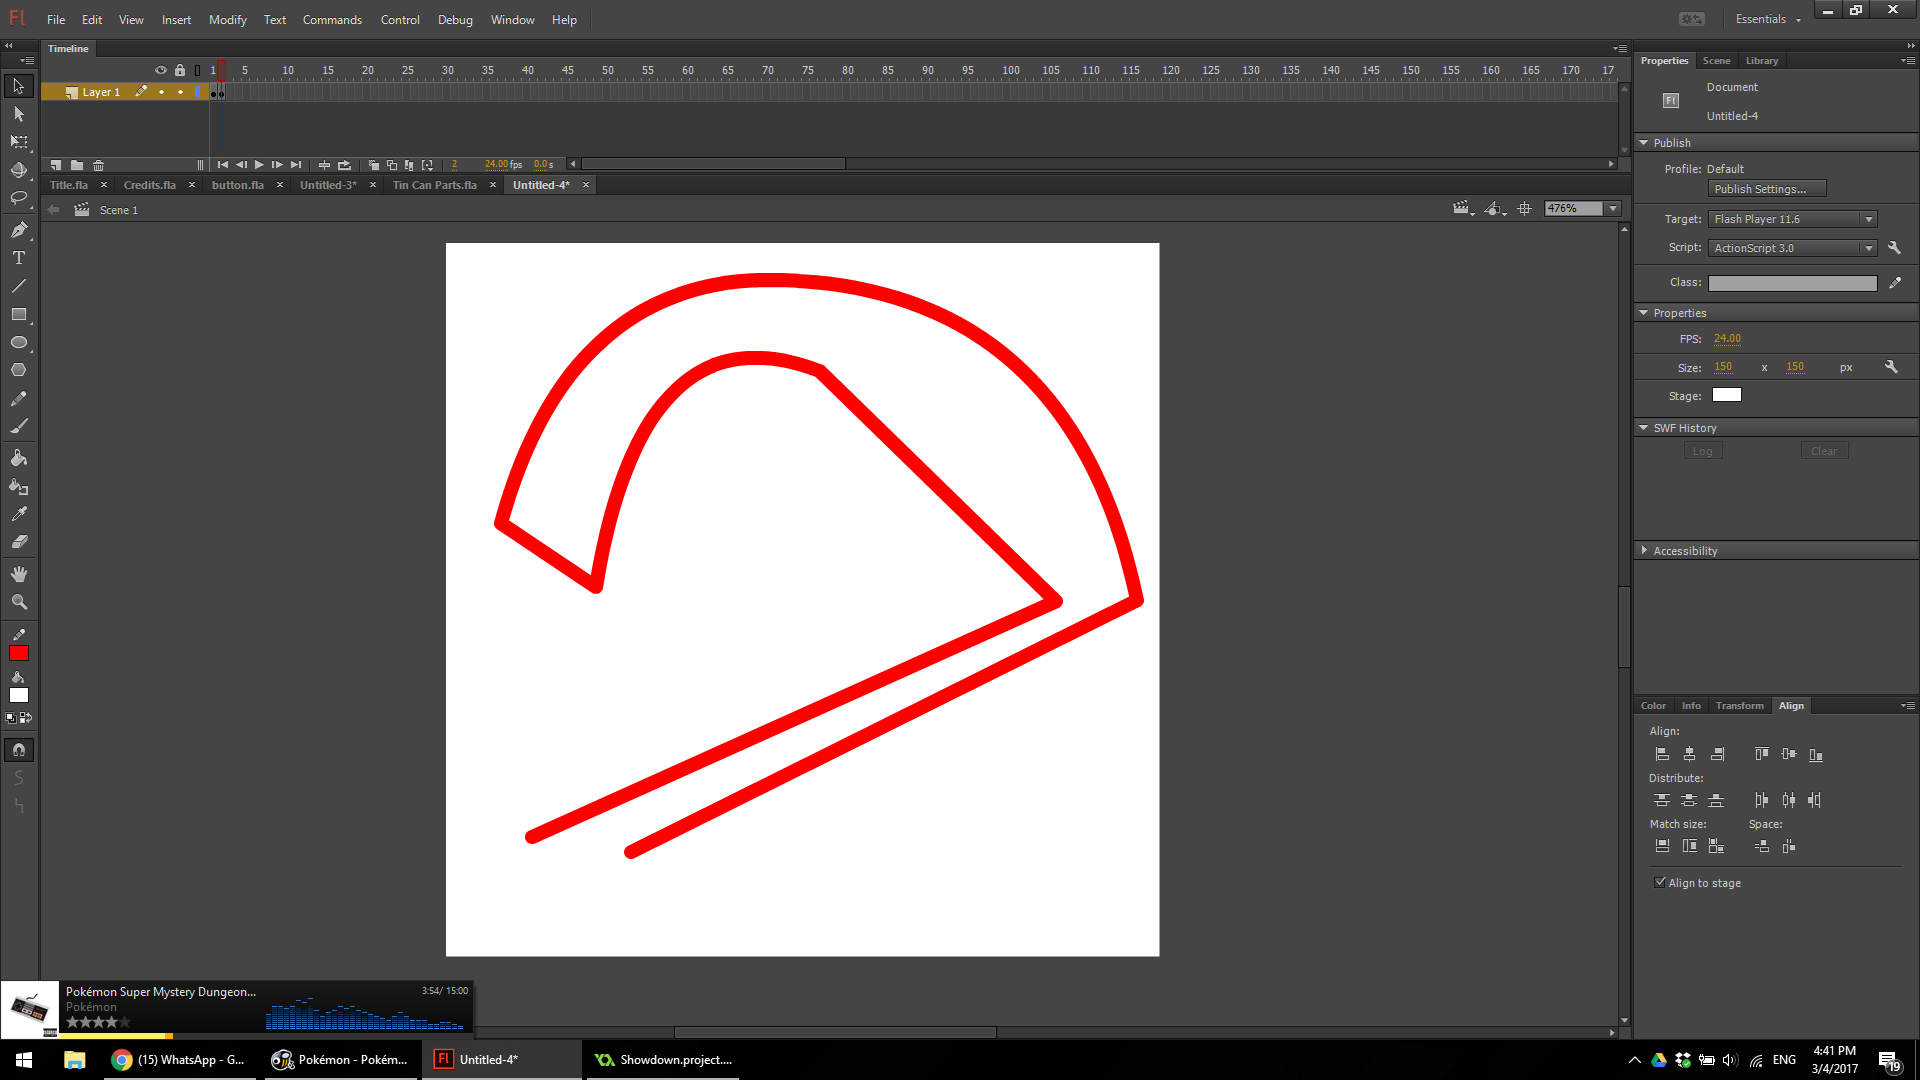 Fl File Edit View Insert Modify Text Commands Control Debug Window Help Essentials
Timeline
1 5 10 15 20 25 30 35 40 45 50 55 60 65 70 75 80 85 90 95 100 105 110 115 120 125 130 135 140 145 150 155 160 165 170 17
Layer 1
2 24.00 fps 0.0 s
Title.fla Credits.fla button.fla Untitled-3* Tin Can Parts.fla Untitled-4*
Scene 1 476%
Properties Scene Library
Fl Document
Untitled-4
Publish
Profile: Default
Publish Settings...
Target: Flash Player 11.6
Script: ActionScript 3.0
Class:
Properties
FPS: 24.00
Size: 150 x 150 px
Stage:
SWF History
Log Clear
Accessibility
Color Info Transform Align
Align:
Distribute:
Match size: Space:
Align to stage
Pokémon Super Mystery Dungeon... 3:54/ 15:00
Pokémon
(15) WhatsApp - G... Pokémon - Pokém... Fl Untitled-4* Showdown.project.... ENG 4:41 PM
3/4/2017 19